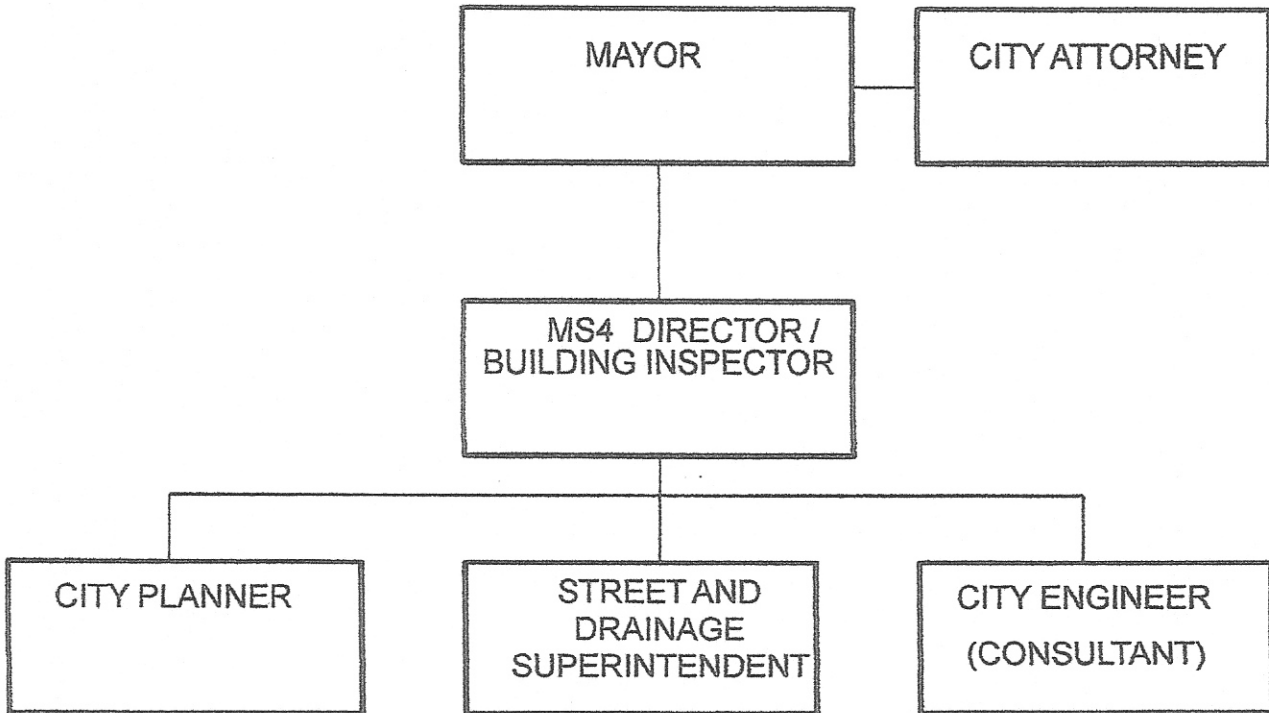 MAYOR
CITY ATTORNEY
MS4 DIRECTOR /
BUILDING INSPECTOR
CITY PLANNER
STREET AND
DRAINAGE
SUPERINTENDENT
CITY ENGINEER
(CONSULTANT)